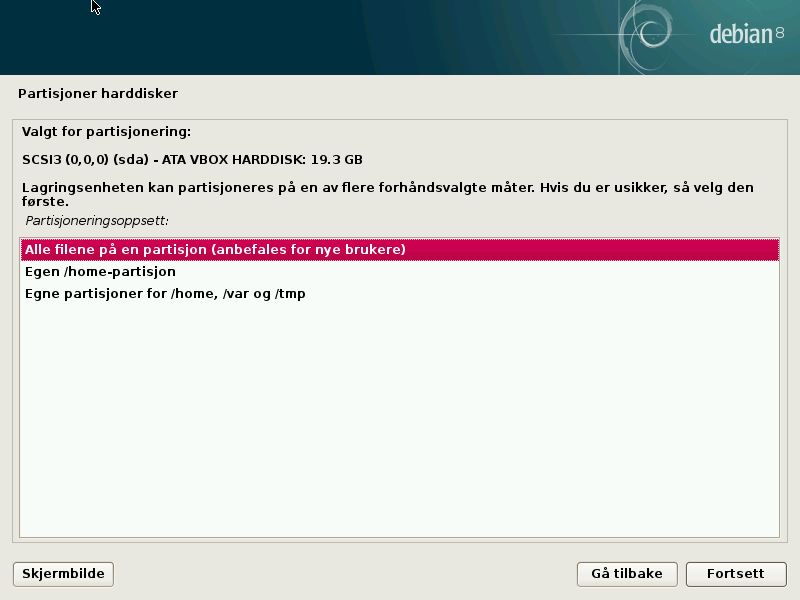 debian 8
Partisjoner harddisker
Valgt for partisjonering:
SCSI3 (0,0,0) (sda) - ATA VBOX HARDDISK: 19.3 GB
Lagringsenheten kan partisjoneres på en av flere forhåndsvalgte måter. Hvis du er usikker, så velg den
første.
Partisjoneringsoppsett:
Alle filene på en partisjon (anbefales for nye brukere)
Egen /home-partisjon
Egne partisjoner for /home, /var og /tmp
Skjermbilde
Gå tilbake
Fortsett